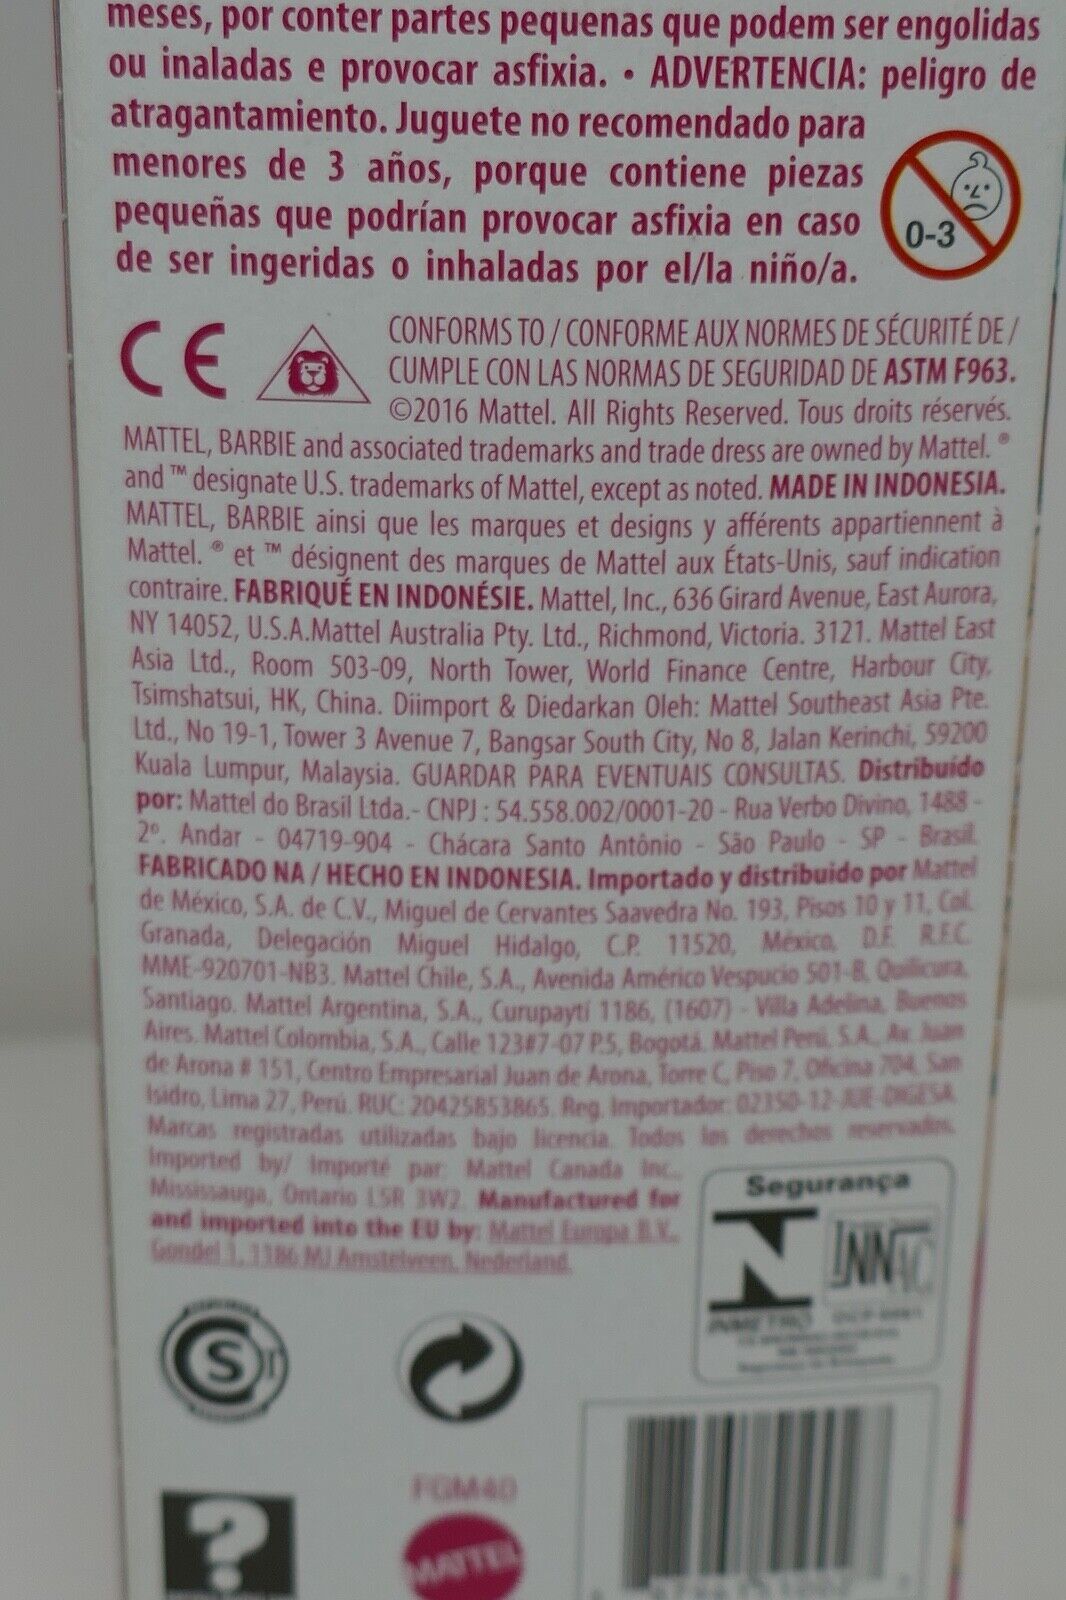 meses, por conter partes pequenas que podem ser engolidas
ou inaladas e provocar asfixia. • ADVERTENCIA: peligro de
atragantamiento. Juguete no recomendado para
menores de 3 años, porque contiene piezas
pequeñas que podrían provocar asfixia en caso
de ser ingeridas o inhaladas por el/la niño/a.
0-3
CE
CONFORMS TO / CONFORME AUX NORMES DE SÉCURITÉ DE /
CUMPLE CON LAS NORMAS DE SEGURIDAD DE ASTM F963.
©2016 Mattel. All Rights Reserved. Tous droits réservés.
MATTEL, BARBIE and associated trademarks and trade dress are owned by Mattel. ®
and ™ designate U.S. trademarks of Mattel, except as noted. MADE IN INDONESIA.
MATTEL, BARBIE ainsi que les marques et designs y afférents appartiennent à
Mattel. ® et ™ désignent des marques de Mattel aux États-Unis, sauf indication
contraire. FABRIQUÉ EN INDONÉSIE. Mattel, Inc., 636 Girard Avenue, East Aurora,
NY 14052, U.S.A.Mattel Australia Pty. Ltd., Richmond, Victoria. 3121. Mattel East
Asia Ltd., Room 503-09, North Tower, World Finance Centre, Harbour City,
Tsimshatsui, HK, China. Diimport & Diedarkan Oleh: Mattel Southeast Asia Pte.
Ltd., No 19-1, Tower 3 Avenue 7, Bangsar South City, No 8, Jalan Kerinchi, 59200
Kuala Lumpur, Malaysia. GUARDAR PARA EVENTUAIS CONSULTAS. Distribuído
por: Mattel do Brasil Ltda.- CNPJ : 54.558.002/0001-20 - Rua Verbo Divino, 1488 -
2º. Andar - 04719-904 - Chácara Santo Antônio - São Paulo - SP - Brasil.
FABRICADO NA / HECHO EN INDONESIA. Importado y distribuido por Mattel
de México, S.A. de C.V., Miguel de Cervantes Saavedra No. 193, Pisos 10 y 11, Col.
Granada, Delegación Miguel Hidalgo, C.P. 11520, México, D.F. R.F.C.
MME-920701-NB3. Mattel Chile, S.A., Avenida Américo Vespucio 501-B, Quilicura,
Santiago. Mattel Argentina, S.A., Curupaytí 1186, (1607) - Villa Adelina, Buenos
Aires. Mattel Colombia, S.A., Calle 123#7-07 P.5, Bogotá. Mattel Perú, S.A., Av. Juan
de Arona # 151, Centro Empresarial Juan de Arona, Torre C, Piso 7, Oficina 704, San
Isidro, Lima 27, Perú. RUC: 20425853865. Reg. Importador: 02350-12-JUE-DIGESA.
Marcas registradas utilizadas bajo licencia. Todos los derechos reservados.
Imported by/ Importé par: Mattel Canada Inc.,
Mississauga, Ontario L5R 3W2. Manufactured for
and imported into the EU by: Mattel Europa B.V.,
Gondel 1, 1186 MJ Amstelveen, Nederland.
Segurança
INMETRO
S
FGM40
?
MATTEL